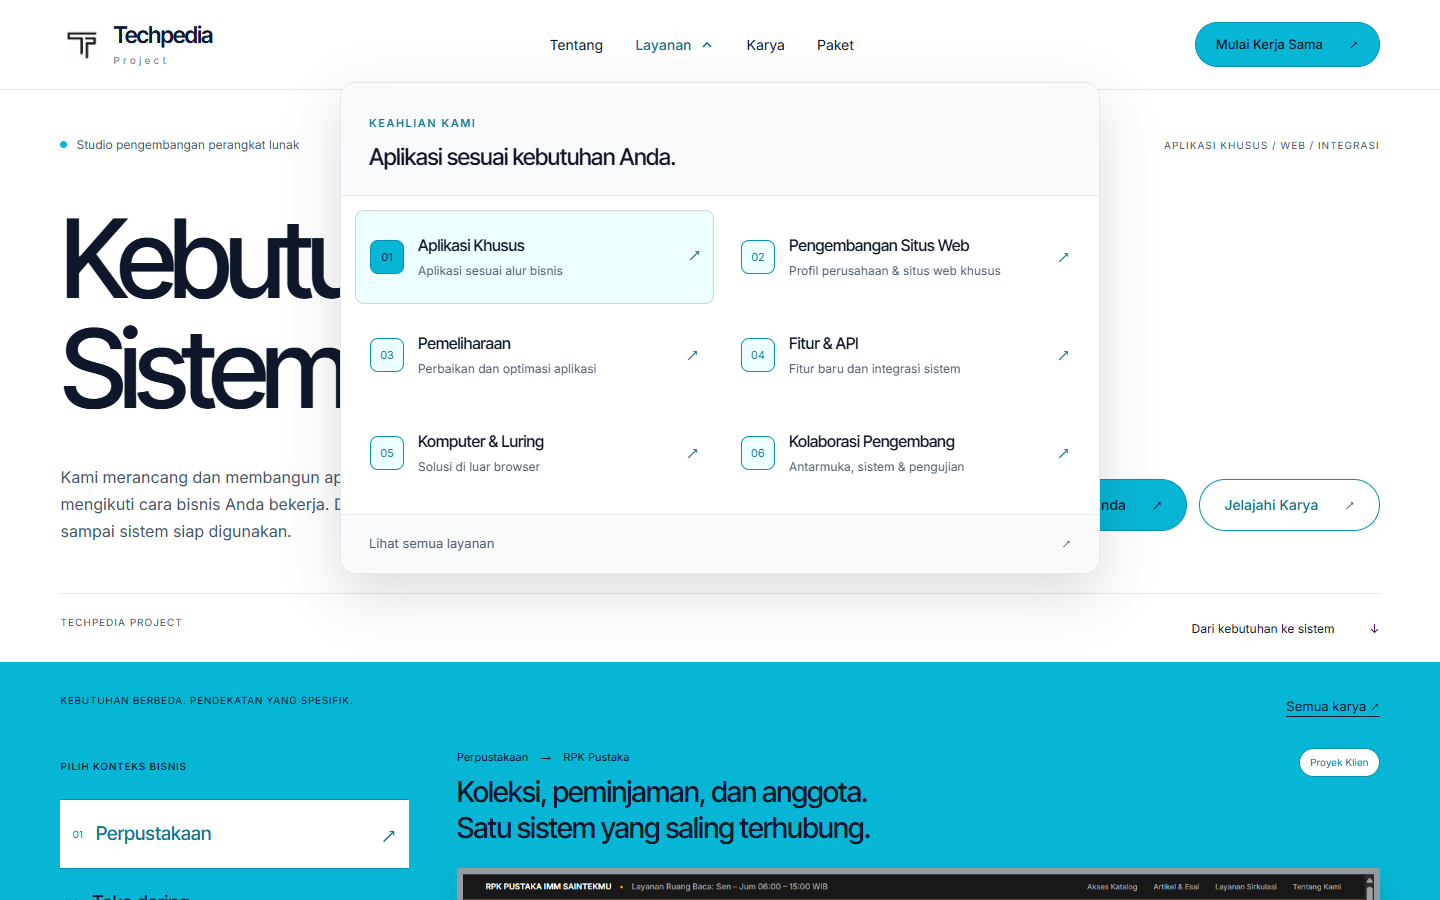 Techpedia
Project
Tentang
Layanan
Karya
Paket
Mulai Kerja Sama
Studio pengembangan perangkat lunak
APLIKASI KHUSUS / WEB / INTEGRASI
KEAHLIAN KAMI
Aplikasi sesuai kebutuhan Anda.
01
Aplikasi Khusus
Aplikasi sesuai alur bisnis
02
Pengembangan Situs Web
Profil perusahaan & situs web khusus
03
Pemeliharaan
Perbaikan dan optimasi aplikasi
04
Fitur & API
Fitur baru dan integrasi sistem
05
Komputer & Luring
Solusi di luar browser
06
Kolaborasi Pengembang
Antarmuka, sistem & pengujian
Lihat semua layanan
Sistem
Kami merancang dan membangun
mengikuti cara bisnis Anda bekerja.
sampai sistem siap digunakan.
Jelajahi Karya
TECHPEDIA PROJECT
Dari kebutuhan ke sistem
KEBUTUHAN BERBEDA. PENDEKATAN YANG SPESIFIK.
Semua karya
PILIH KONTEKS BISNIS
01 Perpustakaan
Perpustakaan → RPK Pustaka
Proyek Klien
Koleksi, peminjaman, dan anggota.
Satu sistem yang saling terhubung.
RPK PUSTAKA IMM SAINTEKMU • Layanan Ruang Baca: Sen – Jum 06:00 – 15:00 WIB
Akses Katalog
Artikel & Esai
Layanan Sirkulasi
Tentang Kami